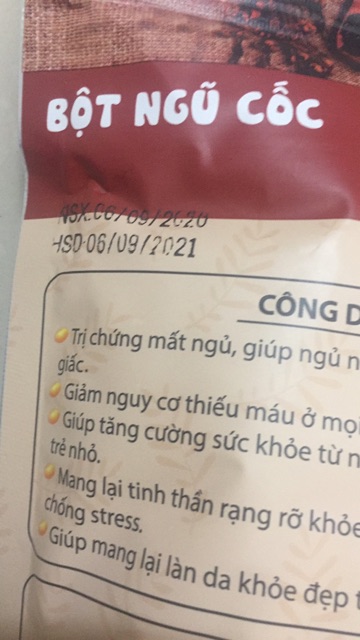 BỘT NGŨ CỐC
NSX:06/09/2020
HSD:06/09/2021
CÔNG D
Trị chứng mất ngủ, giúp ngủ n
giấc.
Giảm nguy cơ thiếu máu ở mọi
Giúp tăng cường sức khỏe từ n
trẻ nhỏ.
Mang lại tinh thần rạng rỡ khỏe
chống stress.
Giúp mang lại làn da khỏe đẹp t